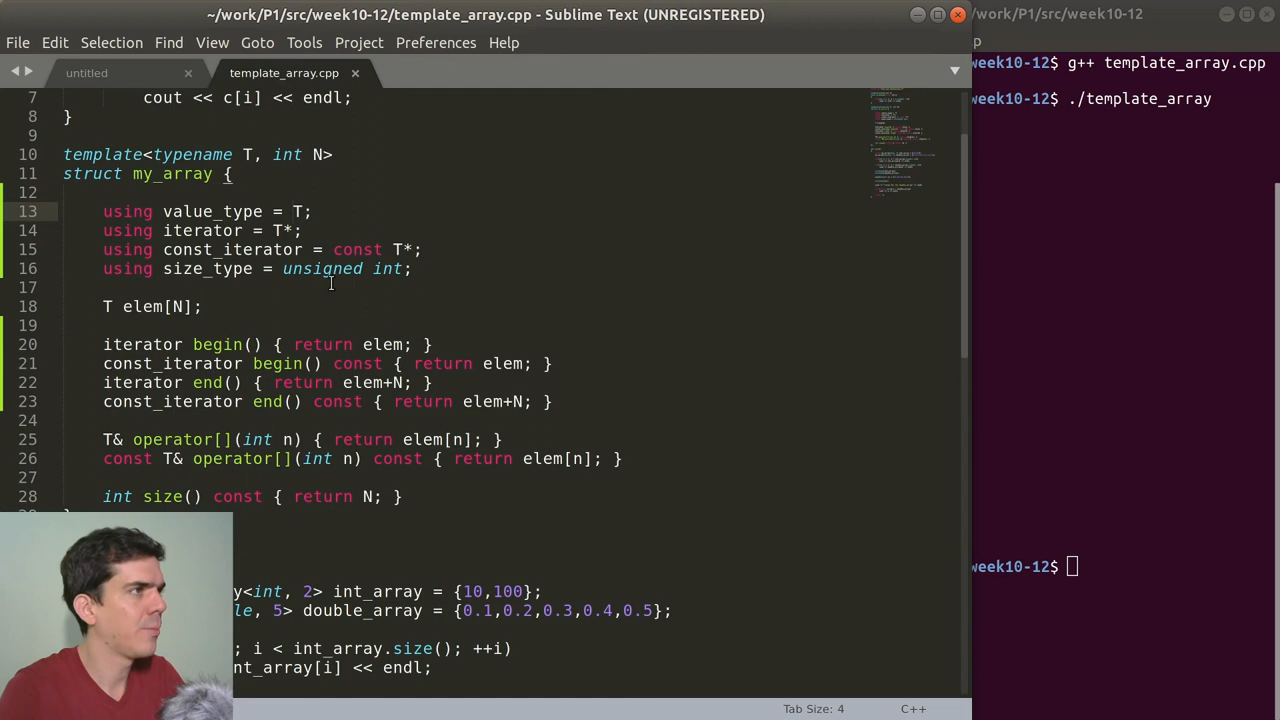 ~/work/P1/src/week10-12/template_array.cpp - Sublime Text (UNREGISTERED)
/work/P1/src/week10-12
File Edit Selection Find View Goto Tools Project Preferences Help
untitled × template_array.cpp ×
7 cout << c[i] << endl;
8 }
9
10 template<typename T, int N>
11 struct my_array {
12
13 using value_type = T;
14 using iterator = T*;
15 using const_iterator = const T*;
16 using size_type = unsigned int;
17
18 T elem[N];
19
20 iterator begin() { return elem; }
21 const_iterator begin() const { return elem; }
22 iterator end() { return elem+N; }
23 const_iterator end() const { return elem+N; }
24
25 T& operator[](int n) { return elem[n]; }
26 const T& operator[](int n) const { return elem[n]; }
27
28 int size() const { return N; }
y<int, 2> int_array = {10,100};
le, 5> double_array = {0.1,0.2,0.3,0.4,0.5};
; i < int_array.size(); ++i)
nt_array[i] << endl;
Tab Size: 4 C++
p
week10-12$ g++ template_array.cpp
week10-12$ ./template_array
week10-12$